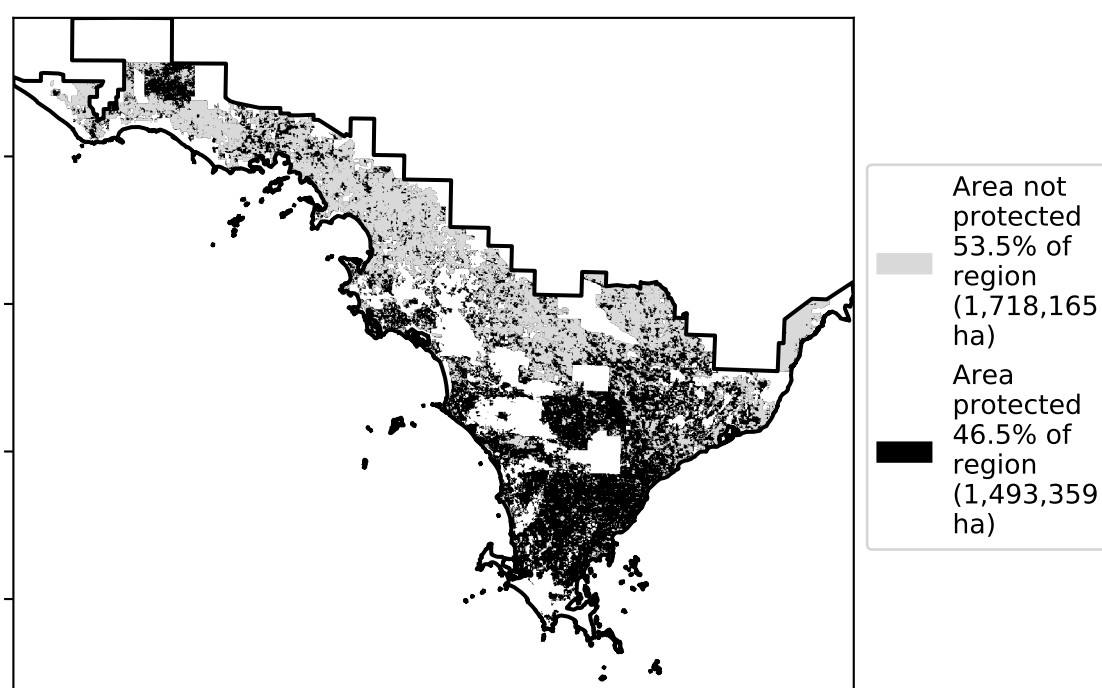 Area not
protected
53.5% of
region
(1,718,165
ha)
Area
protected
46.5% of
region
(1,493,359
ha)